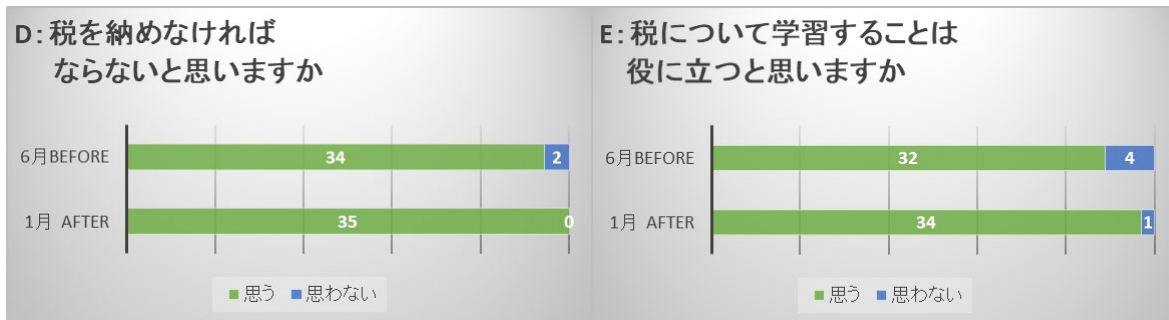 D:税を納めなければ
ならないと思いますか
6月BEFORE
34
2
1月 AFTER
35
0
思う 思わない
E:税について学習することは
役に立つと思いますか
6月BEFORE
32
4
1月 AFTER
34
1
思う 思わない